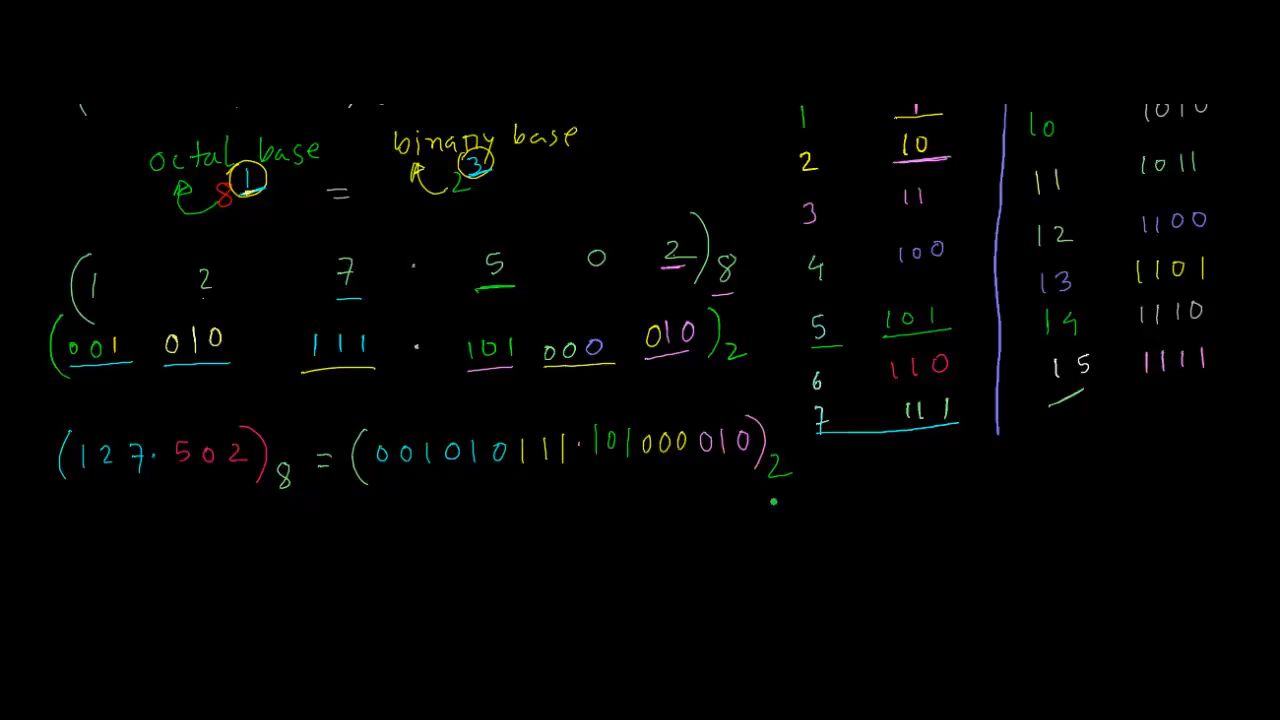 octal base binary base
8 1 = 2 3
( 1 2 7 . 5 0 2 ) 8
( 001 010 111 . 101 000 010 ) 2
( 127.502 ) 8 = ( 001010111.101000010 ) 2
1 1
2 10
3 11
4 100
5 101
6 110
7 111
10 1010
11 1011
12 1100
13 1101
14 1110
15 1111